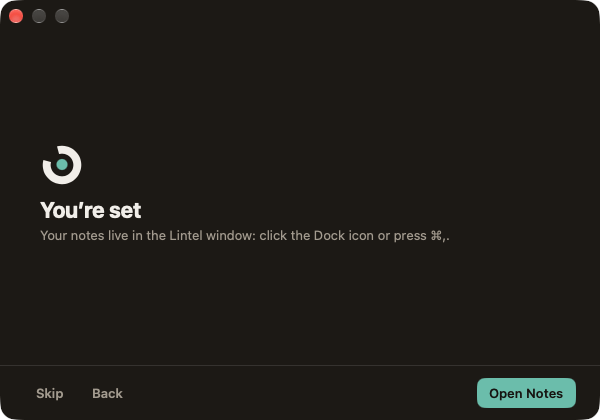 You’re set
Your notes live in the Lintel window: click the Dock icon or press ⌘,.
Skip
Back
Open Notes